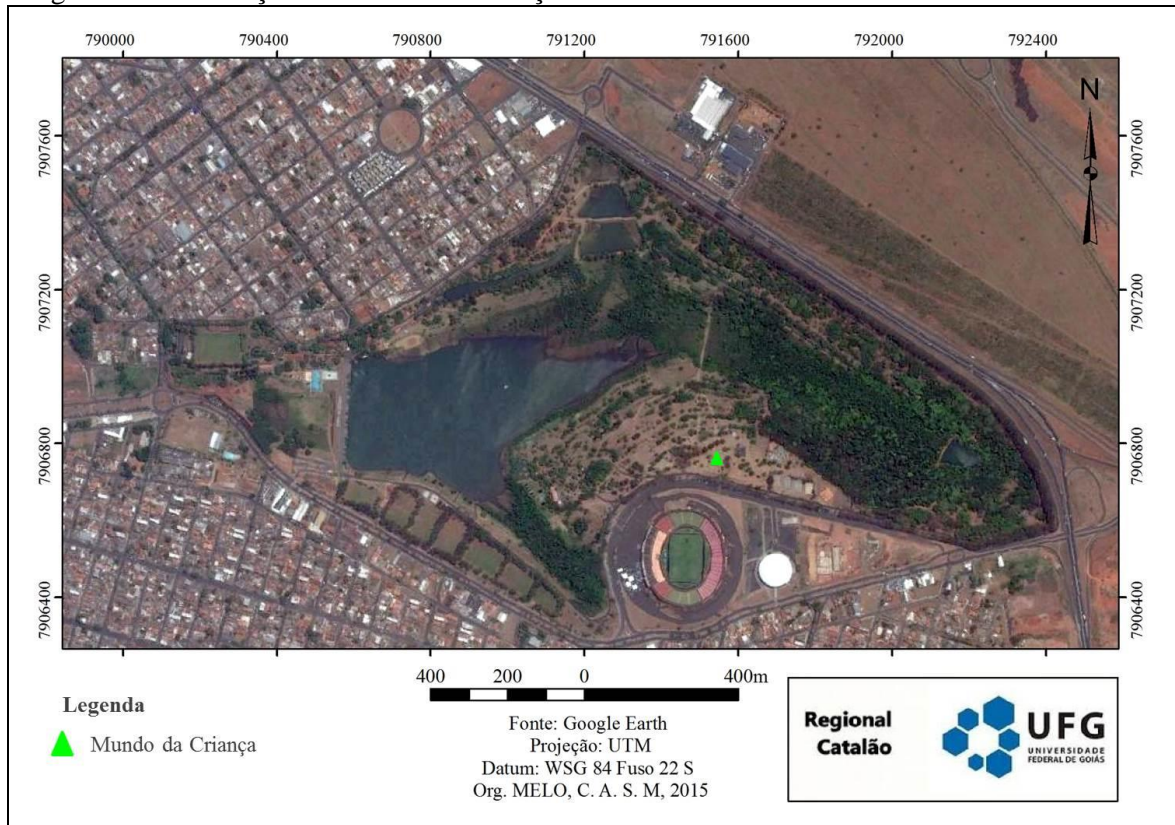 790000 790400 790800 791200 791600 792000 792400
N
7907600 7907600
7907200 7907200
7906800 7906800
7906400 7906400
400 200 0 400m
Legenda
Mundo da Criança
Fonte: Google Earth
Projeção: UTM
Datum: WSG 84 Fuso 22 S
Org. MELO, C. A. S. M, 2015
Regional
Catalão
UFG
UNIVERSIDADE
FEDERAL DE GOIÁS